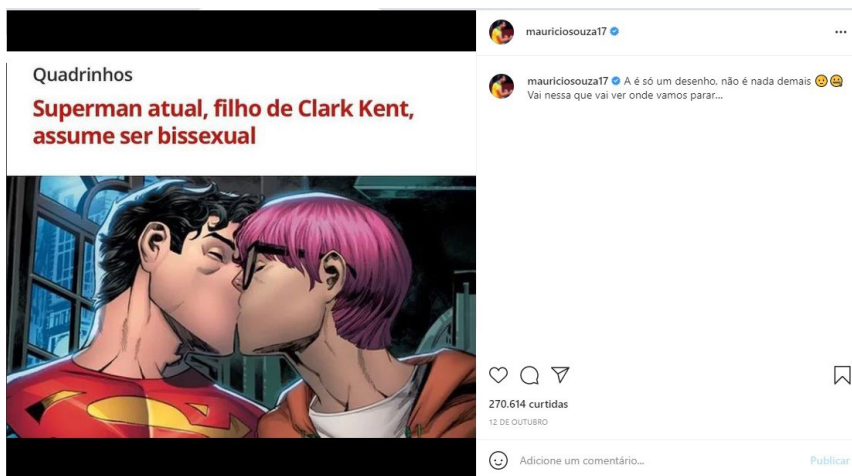 Quadrinhos
Superman atual, filho de Clark Kent,
assume ser bissexual
mauriciosouza17
mauriciosouza17 A é só um desenho, não é nada demais
Vai nessa que vai ver onde vamos parar...
270.614 curtidas
12 DE OUTUBRO
Adicione um comentário... Publicar